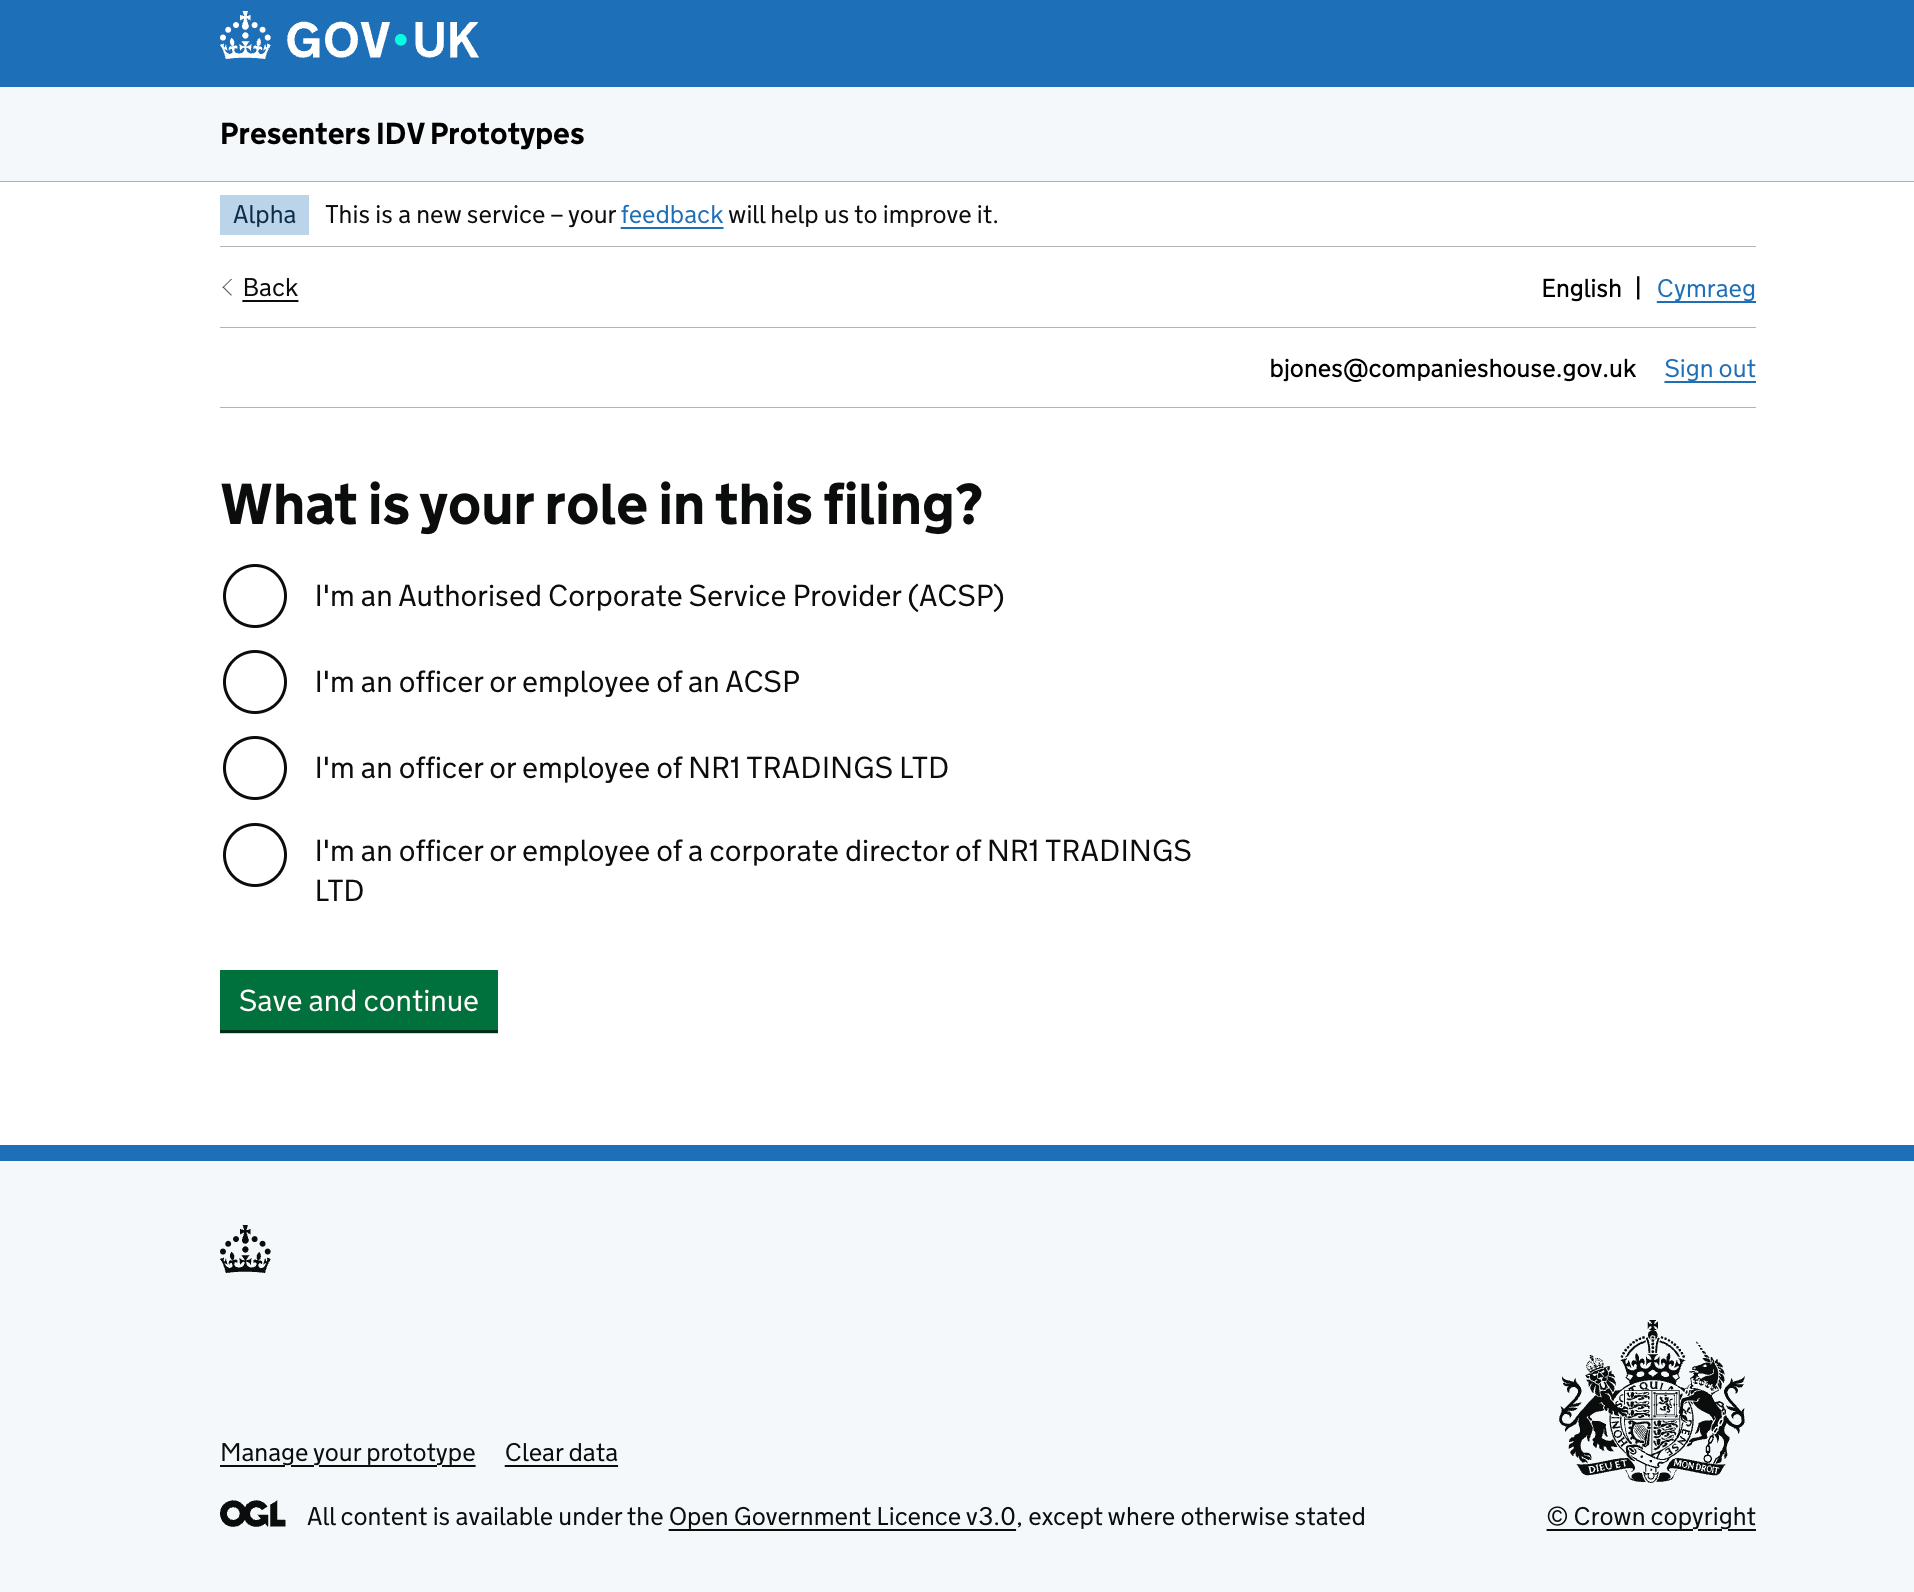 GOV·UK
Presenters IDV Prototypes
Alpha This is a new service – your feedback will help us to improve it.
Back English | Cymraeg
bjones@companieshouse.gov.uk Sign out
What is your role in this filing?
I'm an Authorised Corporate Service Provider (ACSP)
I'm an officer or employee of an ACSP
I'm an officer or employee of NR1 TRADINGS LTD
I'm an officer or employee of a corporate director of NR1 TRADINGS
LTD
Save and continue
DIEU ET MON DROIT
Manage your prototype Clear data
OGL All content is available under the Open Government Licence v3.0, except where otherwise stated
© Crown copyright